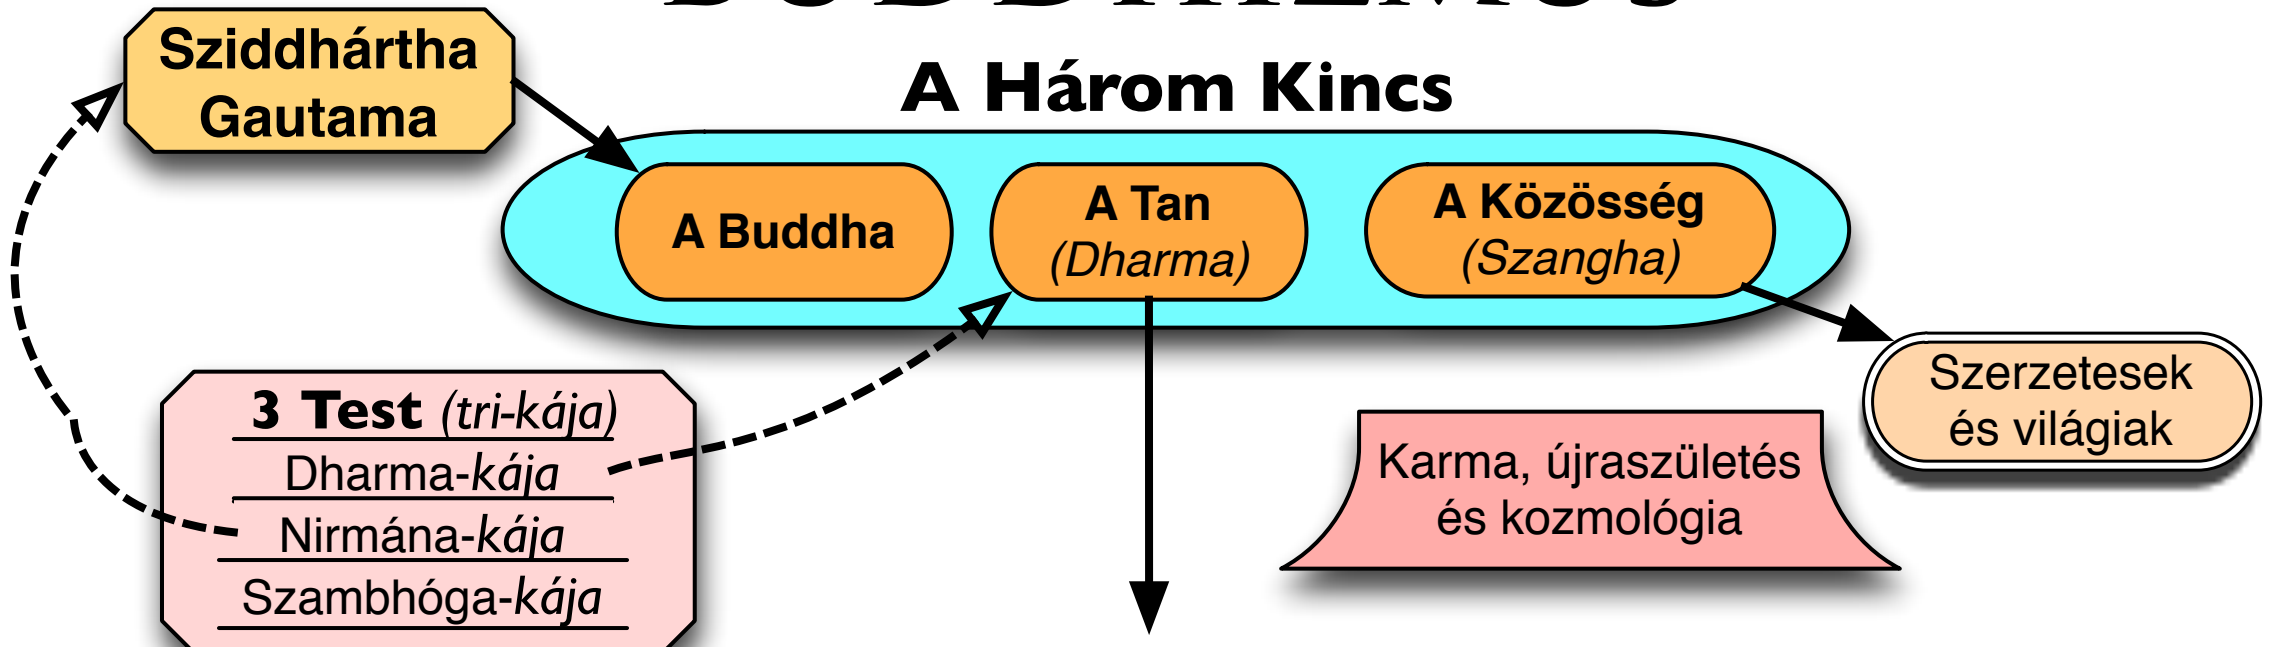 BUDDHIZMUS
A Három Kincs
Sziddhártha
Gautama
A Buddha
A Tan
(Dharma)
A Közösség
(Szangha)
Szerzetesek
és világiak
3 Test (tri-kája)
Dharma-kája
Nirmána-kája
Szambhóga-kája
Karma, újraszületés
és kozmológia